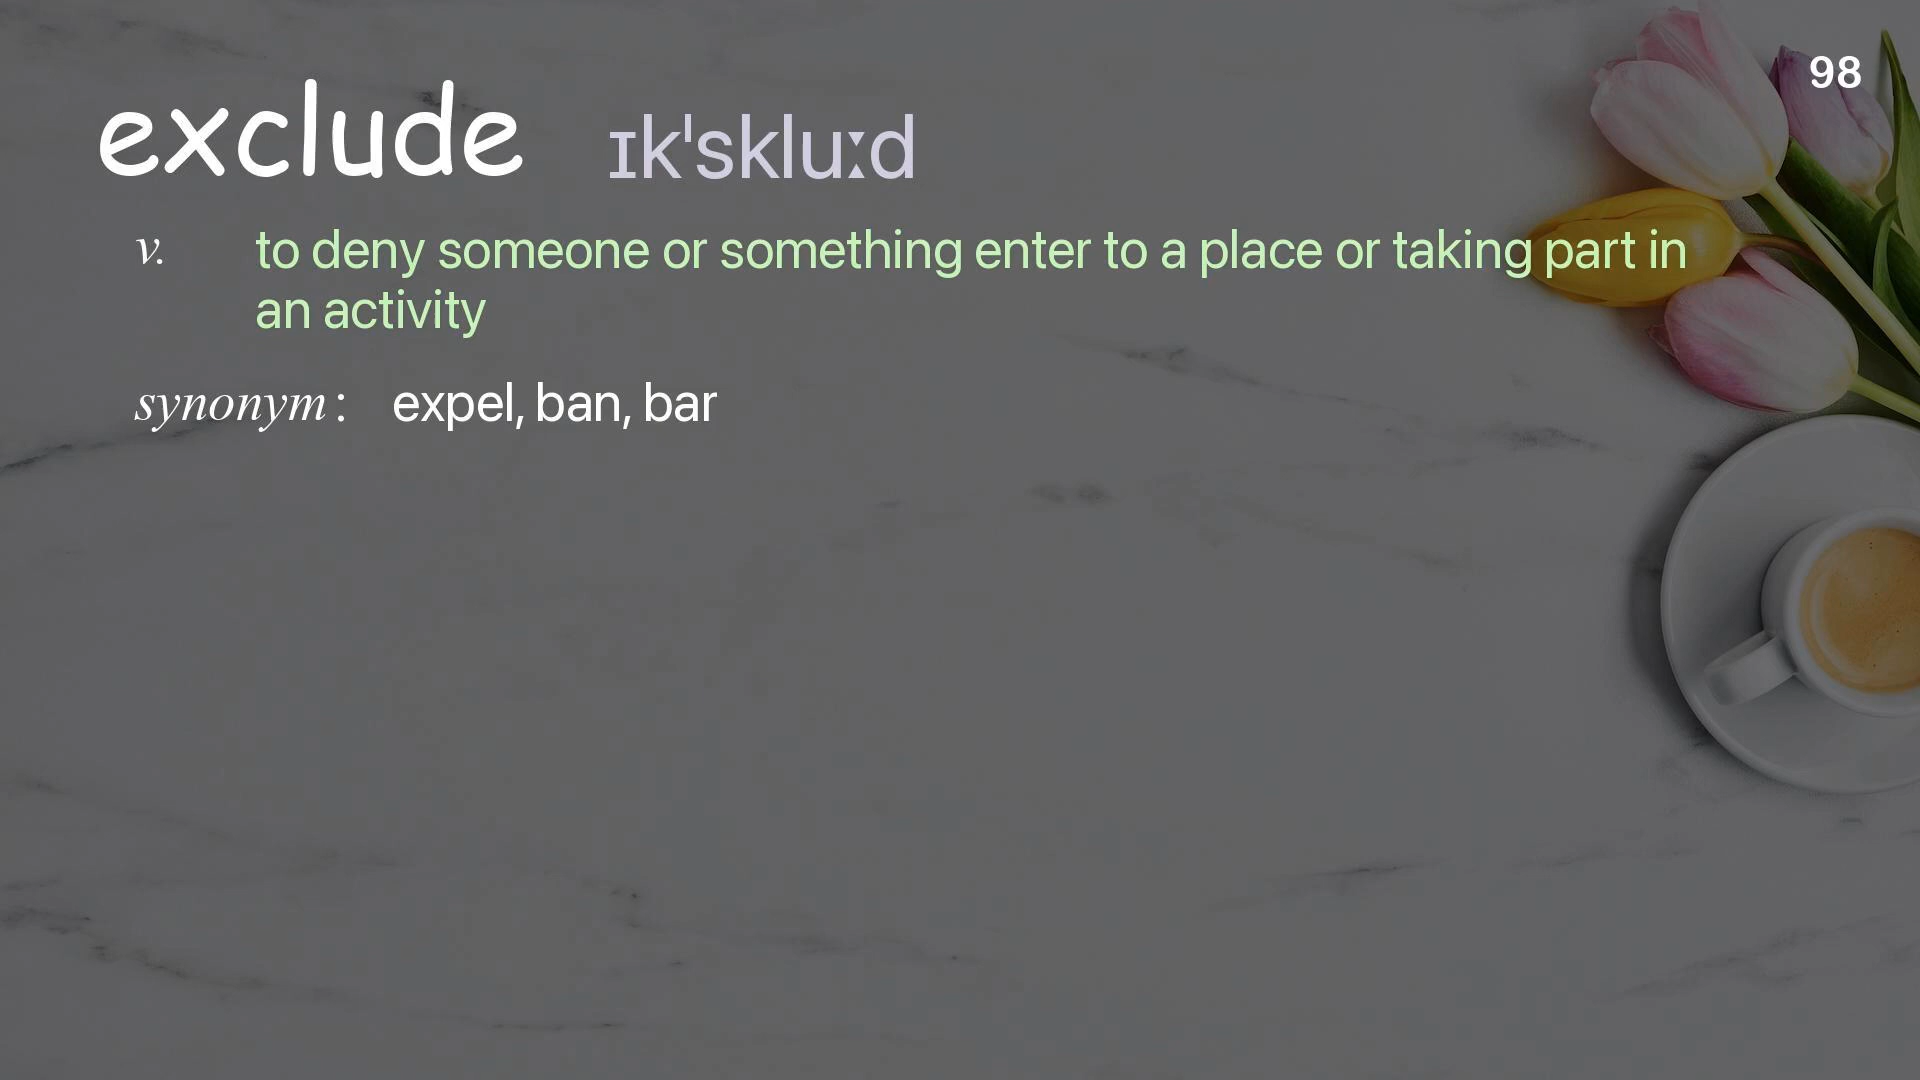 98
exclude ɪkˈskluːd
v. to deny someone or something enter to a place or taking part in
an activity
synonym : expel, ban, bar